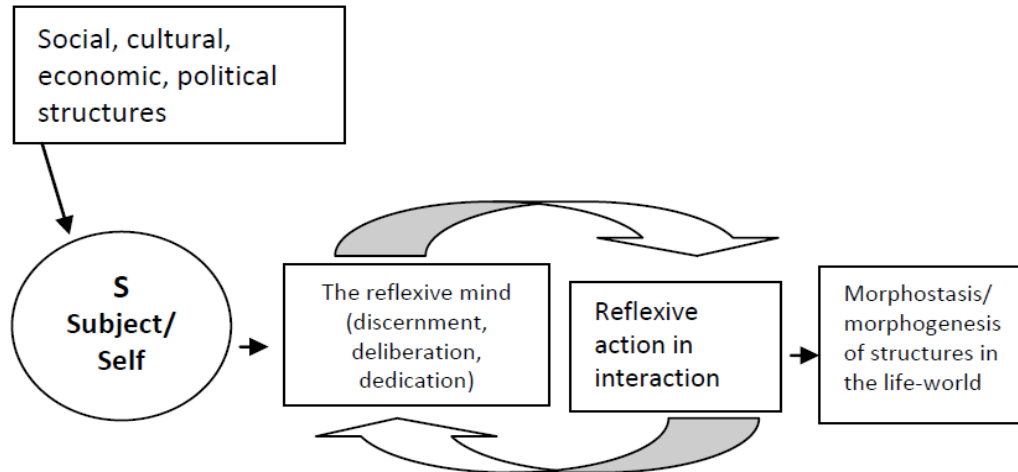 Social, cultural,
economic, political
structures
S
Subject/
Self
The reflexive mind
(discernment,
deliberation,
dedication)
Reflexive
action in
interaction
Morphostasis/
morphogenesis
of structures in
the life-world